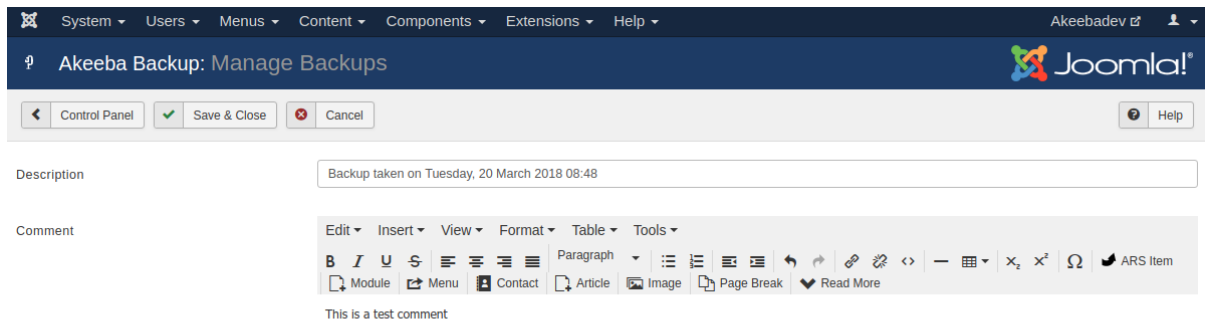 System Users Menus Content Components Extensions Help Akeebadev
Akeeba Backup: Manage Backups Joomla!®
Control Panel Save & Close Cancel Help
Description Backup taken on Tuesday, 20 March 2018 08:48
Comment Edit Insert View Format Table Tools
B I U S Paragraph X₂ X² Ω ARS Item
Module Menu Contact Article Image Page Break Read More
This is a test comment